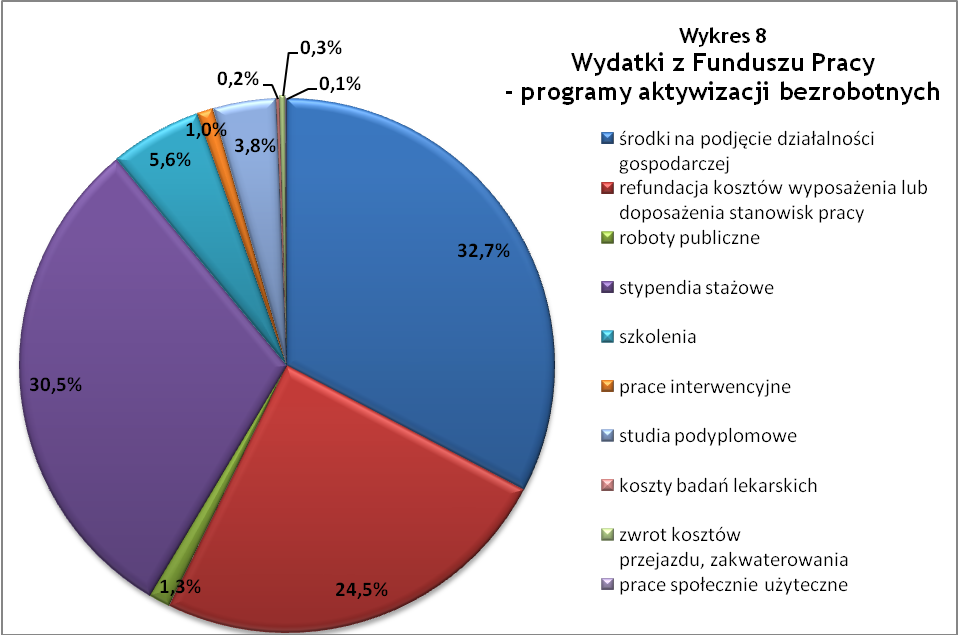 Wykres 8
Wydatki z Funduszu Pracy
- programy aktywizacji bezrobotnych
0,3%
0,2%
0,1%
1,0%
3,8%
5,6%
32,7%
30,5%
1,3%
24,5%
środki na podjęcie działalności
gospodarczej
refundacja kosztów wyposażenia lub
doposażenia stanowisk pracy
roboty publiczne
stypendia stażowe
szkolenia
prace interwencyjne
studia podyplomowe
koszty badań lekarskich
zwrot kosztów
przejazdu, zakwaterowania
prace społecznie użyteczne